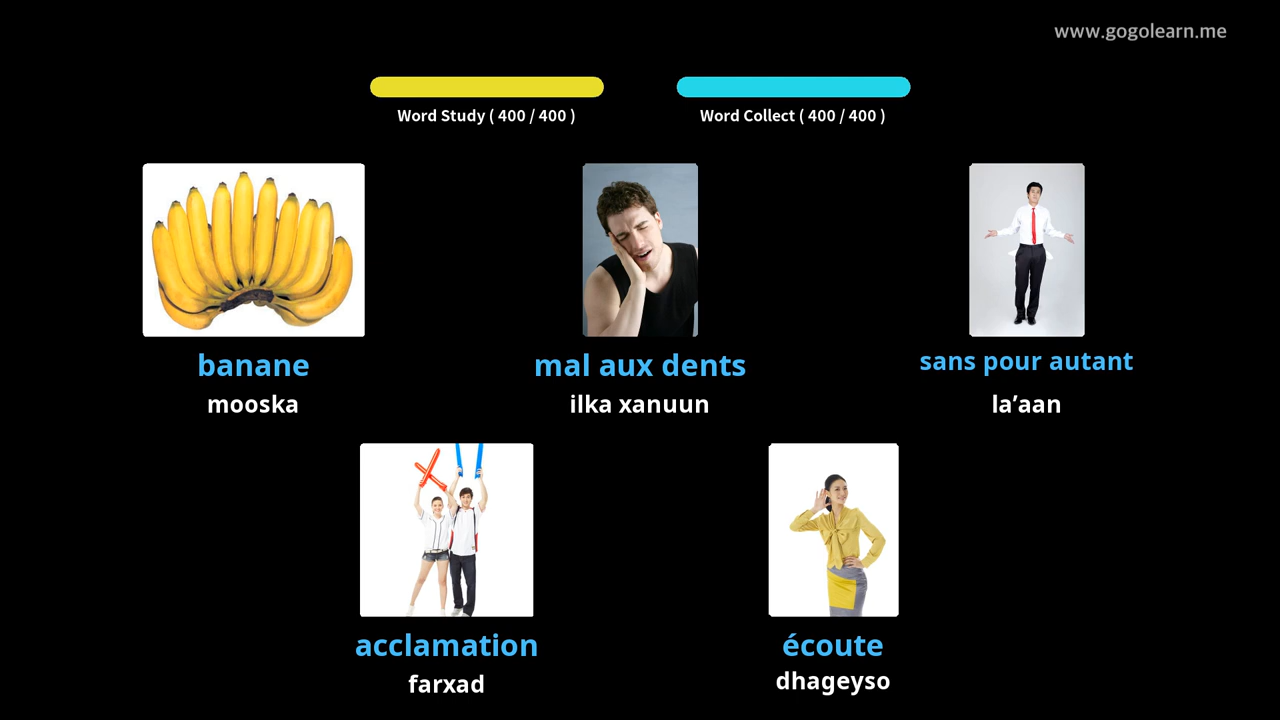 www.gogolearn.me
Word Study ( 400 / 400 )
Word Collect ( 400 / 400 )
banane
mooska
mal aux dents
ilka xanuun
sans pour autant
la’aan
acclamation
farxad
écoute
dhageyso